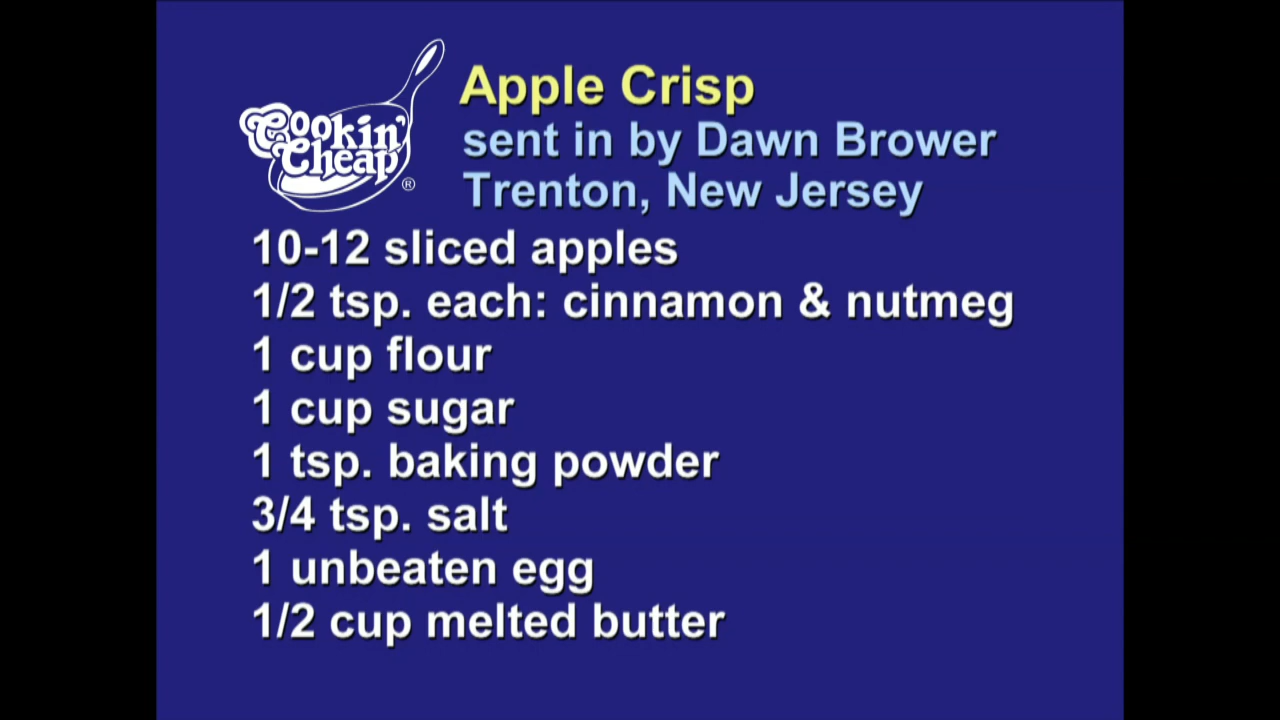 Cookin'
Cheap
®
Apple Crisp
sent in by Dawn Brower
Trenton, New Jersey
10-12 sliced apples
1/2 tsp. each: cinnamon & nutmeg
1 cup flour
1 cup sugar
1 tsp. baking powder
3/4 tsp. salt
1 unbeaten egg
1/2 cup melted butter